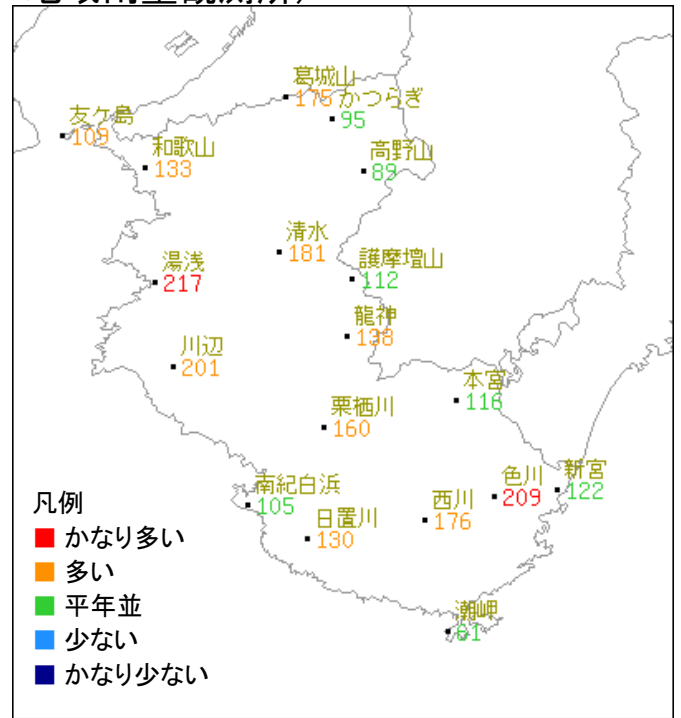 葛城山
175
かつらぎ
95
友ケ島
109
和歌山
133
高野山
89
清水
181
湯浅
217
護摩壇山
112
龍神
138
川辺
201
本宮
116
栗栖川
160
南紀白浜
105
日置川
130
西川
176
色川
209
新宮
122
潮岬
81
凡例
かなり多い
多い
平年並
少ない
かなり少ない